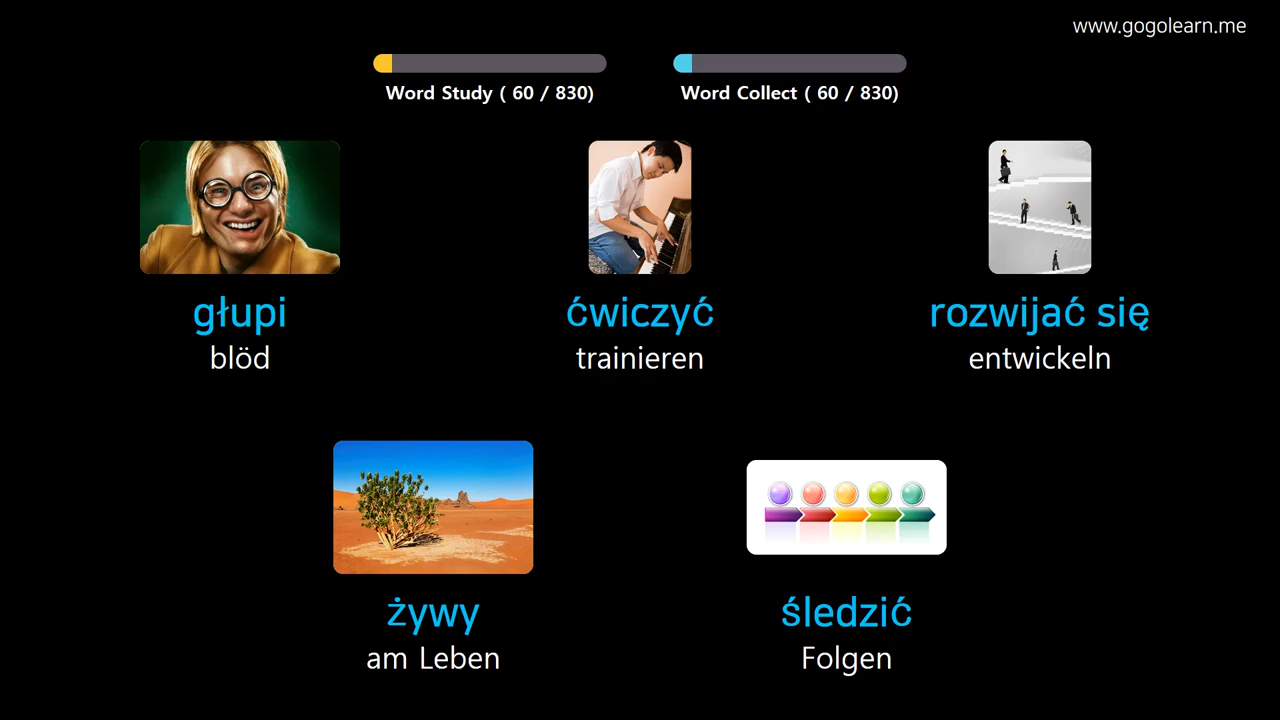 www.gogolearn.me
Word Study ( 60 / 830)
Word Collect ( 60 / 830)
głupi
blöd
ćwiczyć
trainieren
rozwijać się
entwickeln
żywy
am Leben
śledzić
Folgen